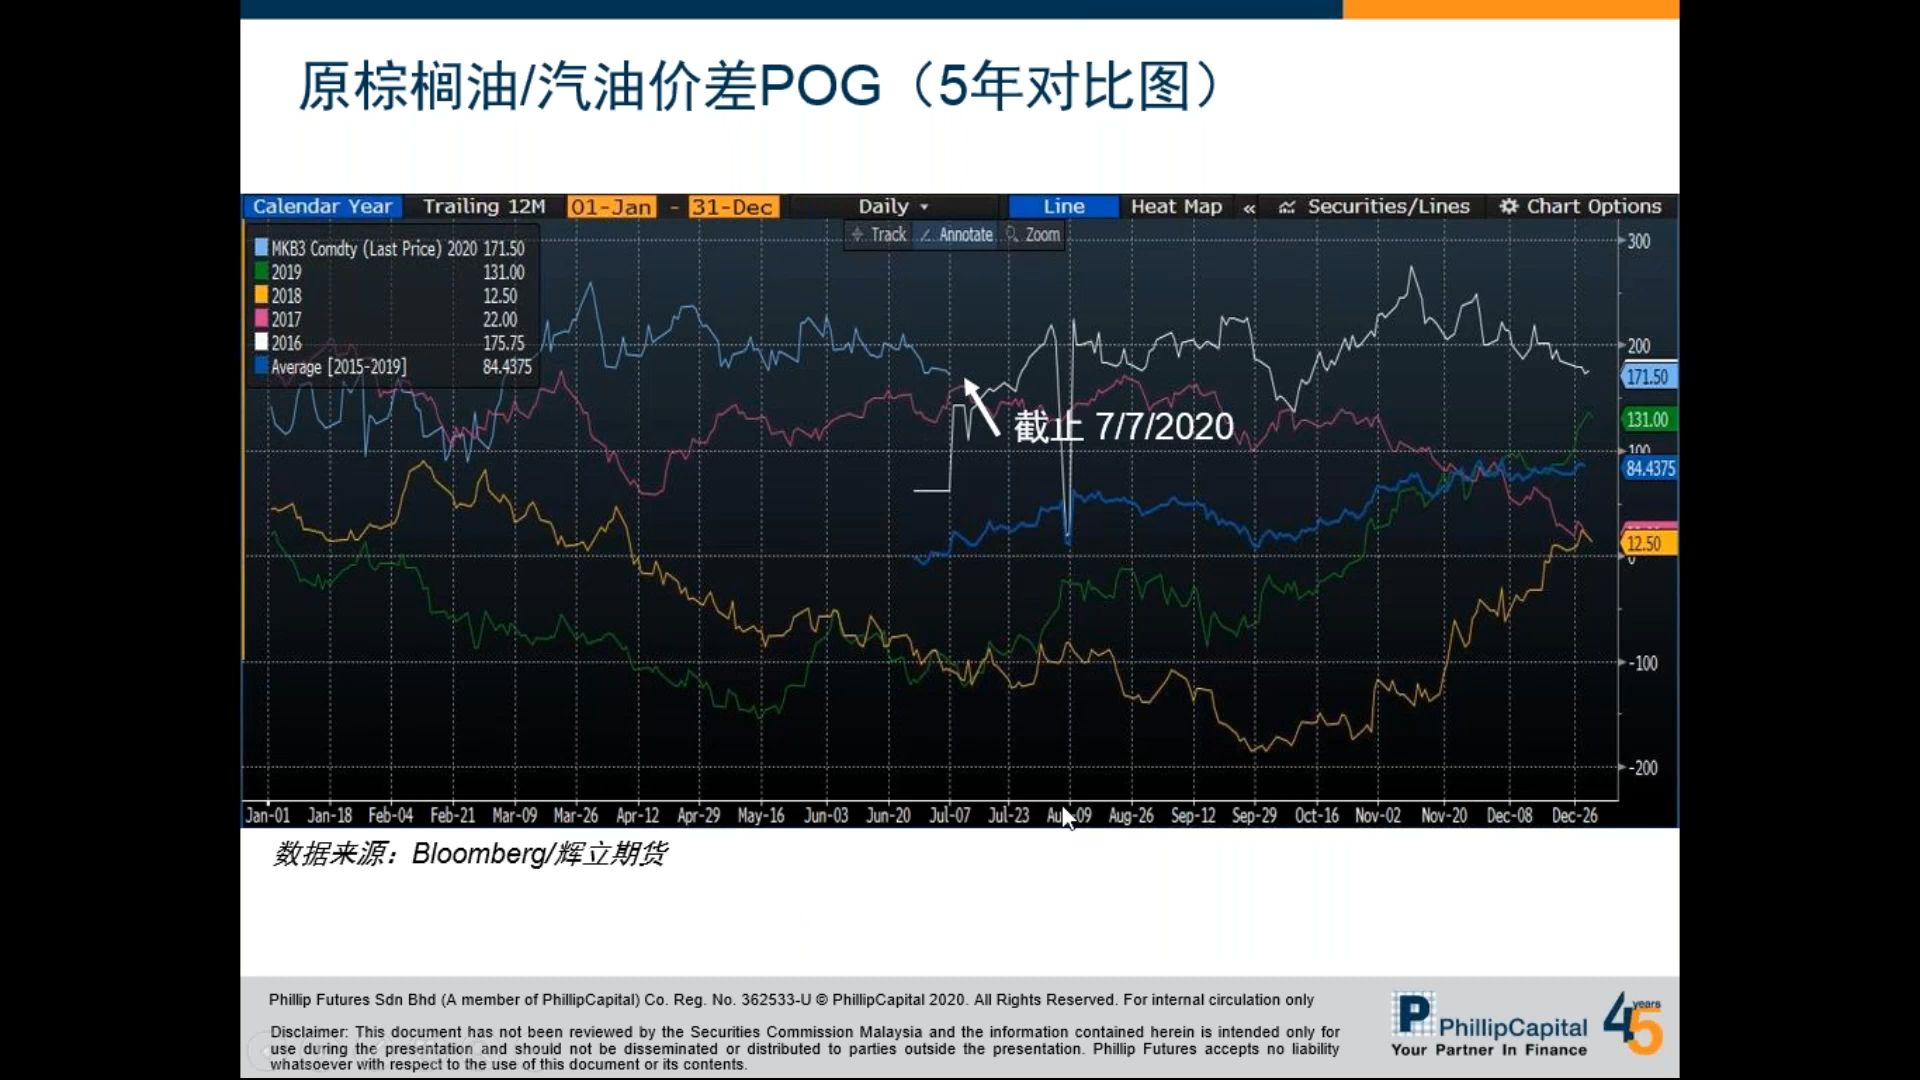 原棕榈油/汽油价差POG（5年对比图）
Calendar Year Trailing 12M 01-Jan - 31-Dec Daily Line Heat Map « Securities/Lines Chart Options
Track Annotate Zoom
MKB3 Comdty (Last Price) 2020 171.50
2019 131.00
2018 12.50
2017 22.00
2016 175.75
Average [2015-2019] 84.4375
300
200
171.50
131.00
100
84.4375
12.50
0
-100
-200
截止 7/7/2020
Jan-01 Jan-18 Feb-04 Feb-21 Mar-09 Mar-26 Apr-12 Apr-29 May-16 Jun-03 Jun-20 Jul-07 Jul-23 Aug-09 Aug-26 Sep-12 Sep-29 Oct-16 Nov-02 Nov-20 Dec-08 Dec-26
数据来源：Bloomberg/辉立期货
Phillip Futures Sdn Bhd (A member of PhillipCapital) Co. Reg. No. 362533-U © PhillipCapital 2020. All Rights Reserved. For internal circulation only
Disclaimer: This document has not been reviewed by the Securities Commission Malaysia and the information contained herein is intended only for
use during the presentation and should not be disseminated or distributed to parties outside the presentation. Phillip Futures accepts no liability
whatsoever with respect to the use of this document or its contents.
PhillipCapital
Your Partner In Finance
45 years